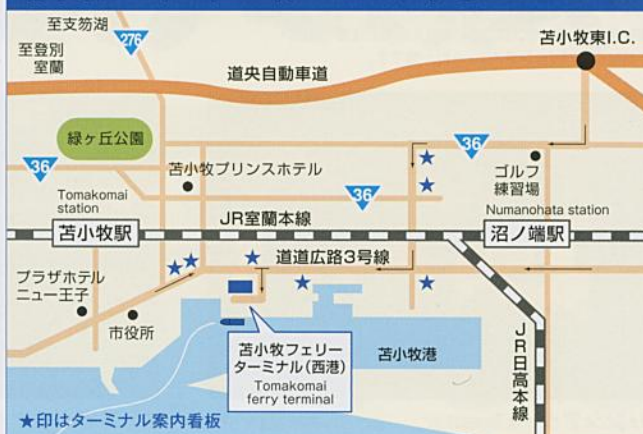 至支笏湖
276
至登別
室蘭
苫小牧東I.C.
道央自動車道
緑ヶ丘公園
36
36
苫小牧プリンスホテル
ゴルフ
練習場
36
Tomakomai
station
Numanohata station
苫小牧駅
JR室蘭本線
沼ノ端駅
道道広路3号線
プラザホテル
ニュー王子
市役所
苫小牧フェリー
ターミナル(西港)
Tomakomai
ferry terminal
苫小牧港
JR日高本線
★印はターミナル案内看板